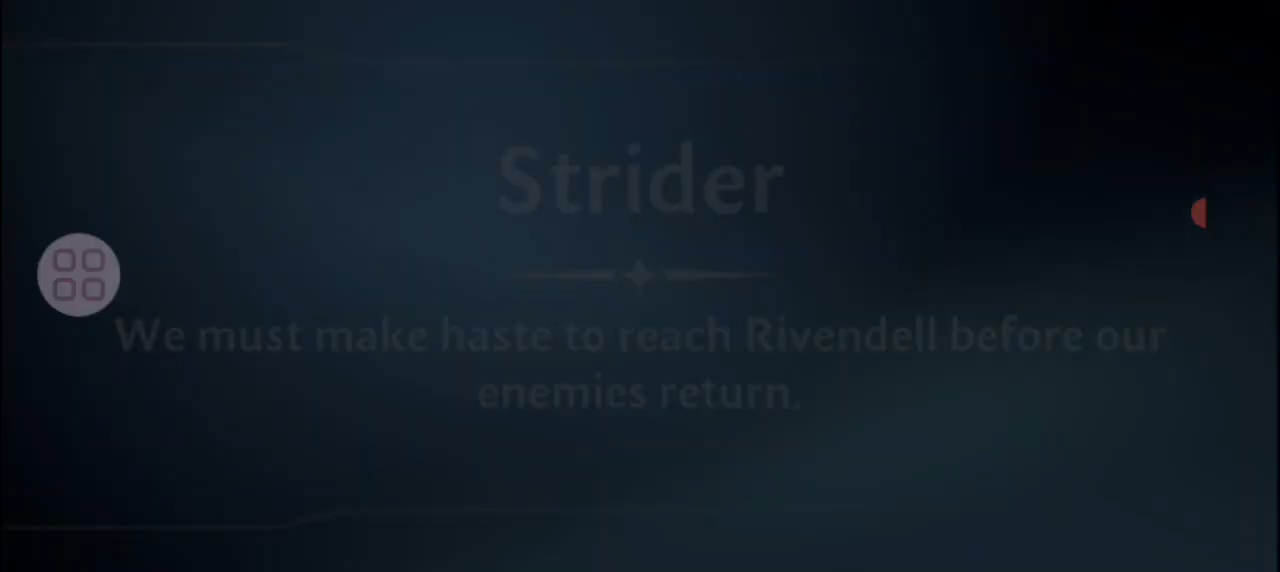 Strider
We must make haste to reach Rivendell before our
enemies return.